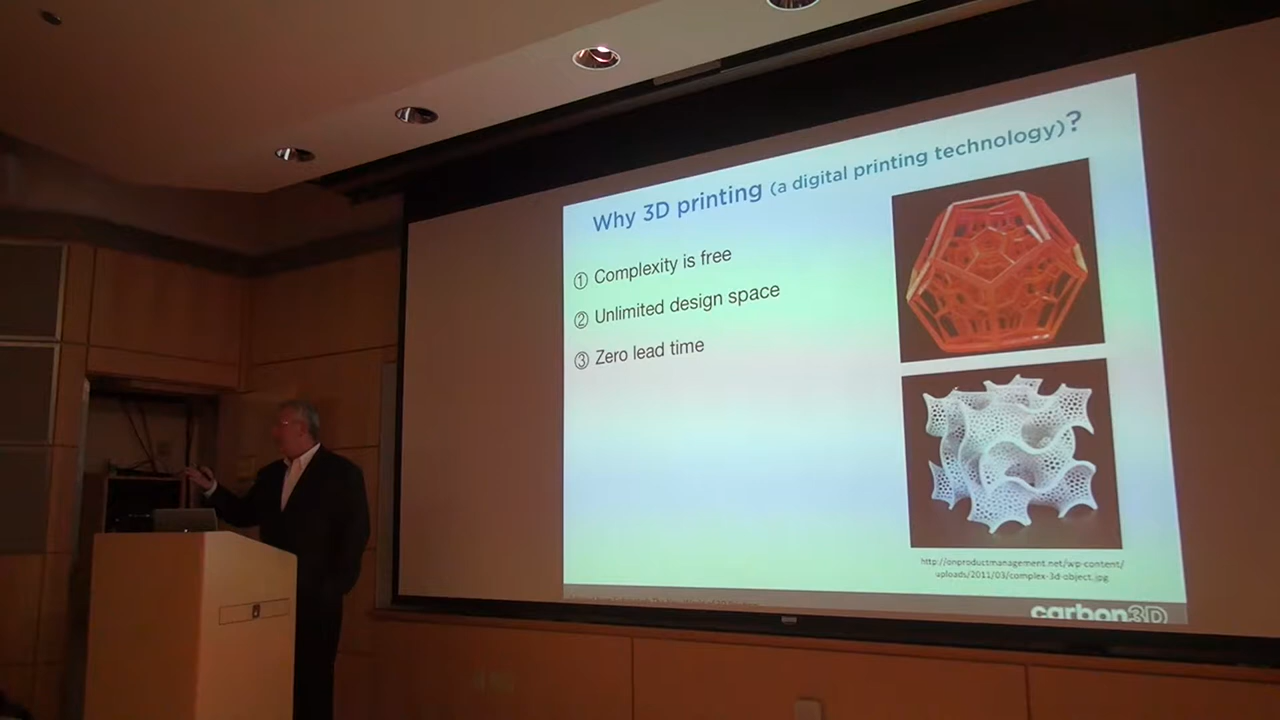 Why 3D printing (a digital printing technology)?
① Complexity is free
② Unlimited design space
③ Zero lead time
http://onproductmanagement.net/wp-content/
uploads/2011/03/complex-3d-object.jpg
carbon3D